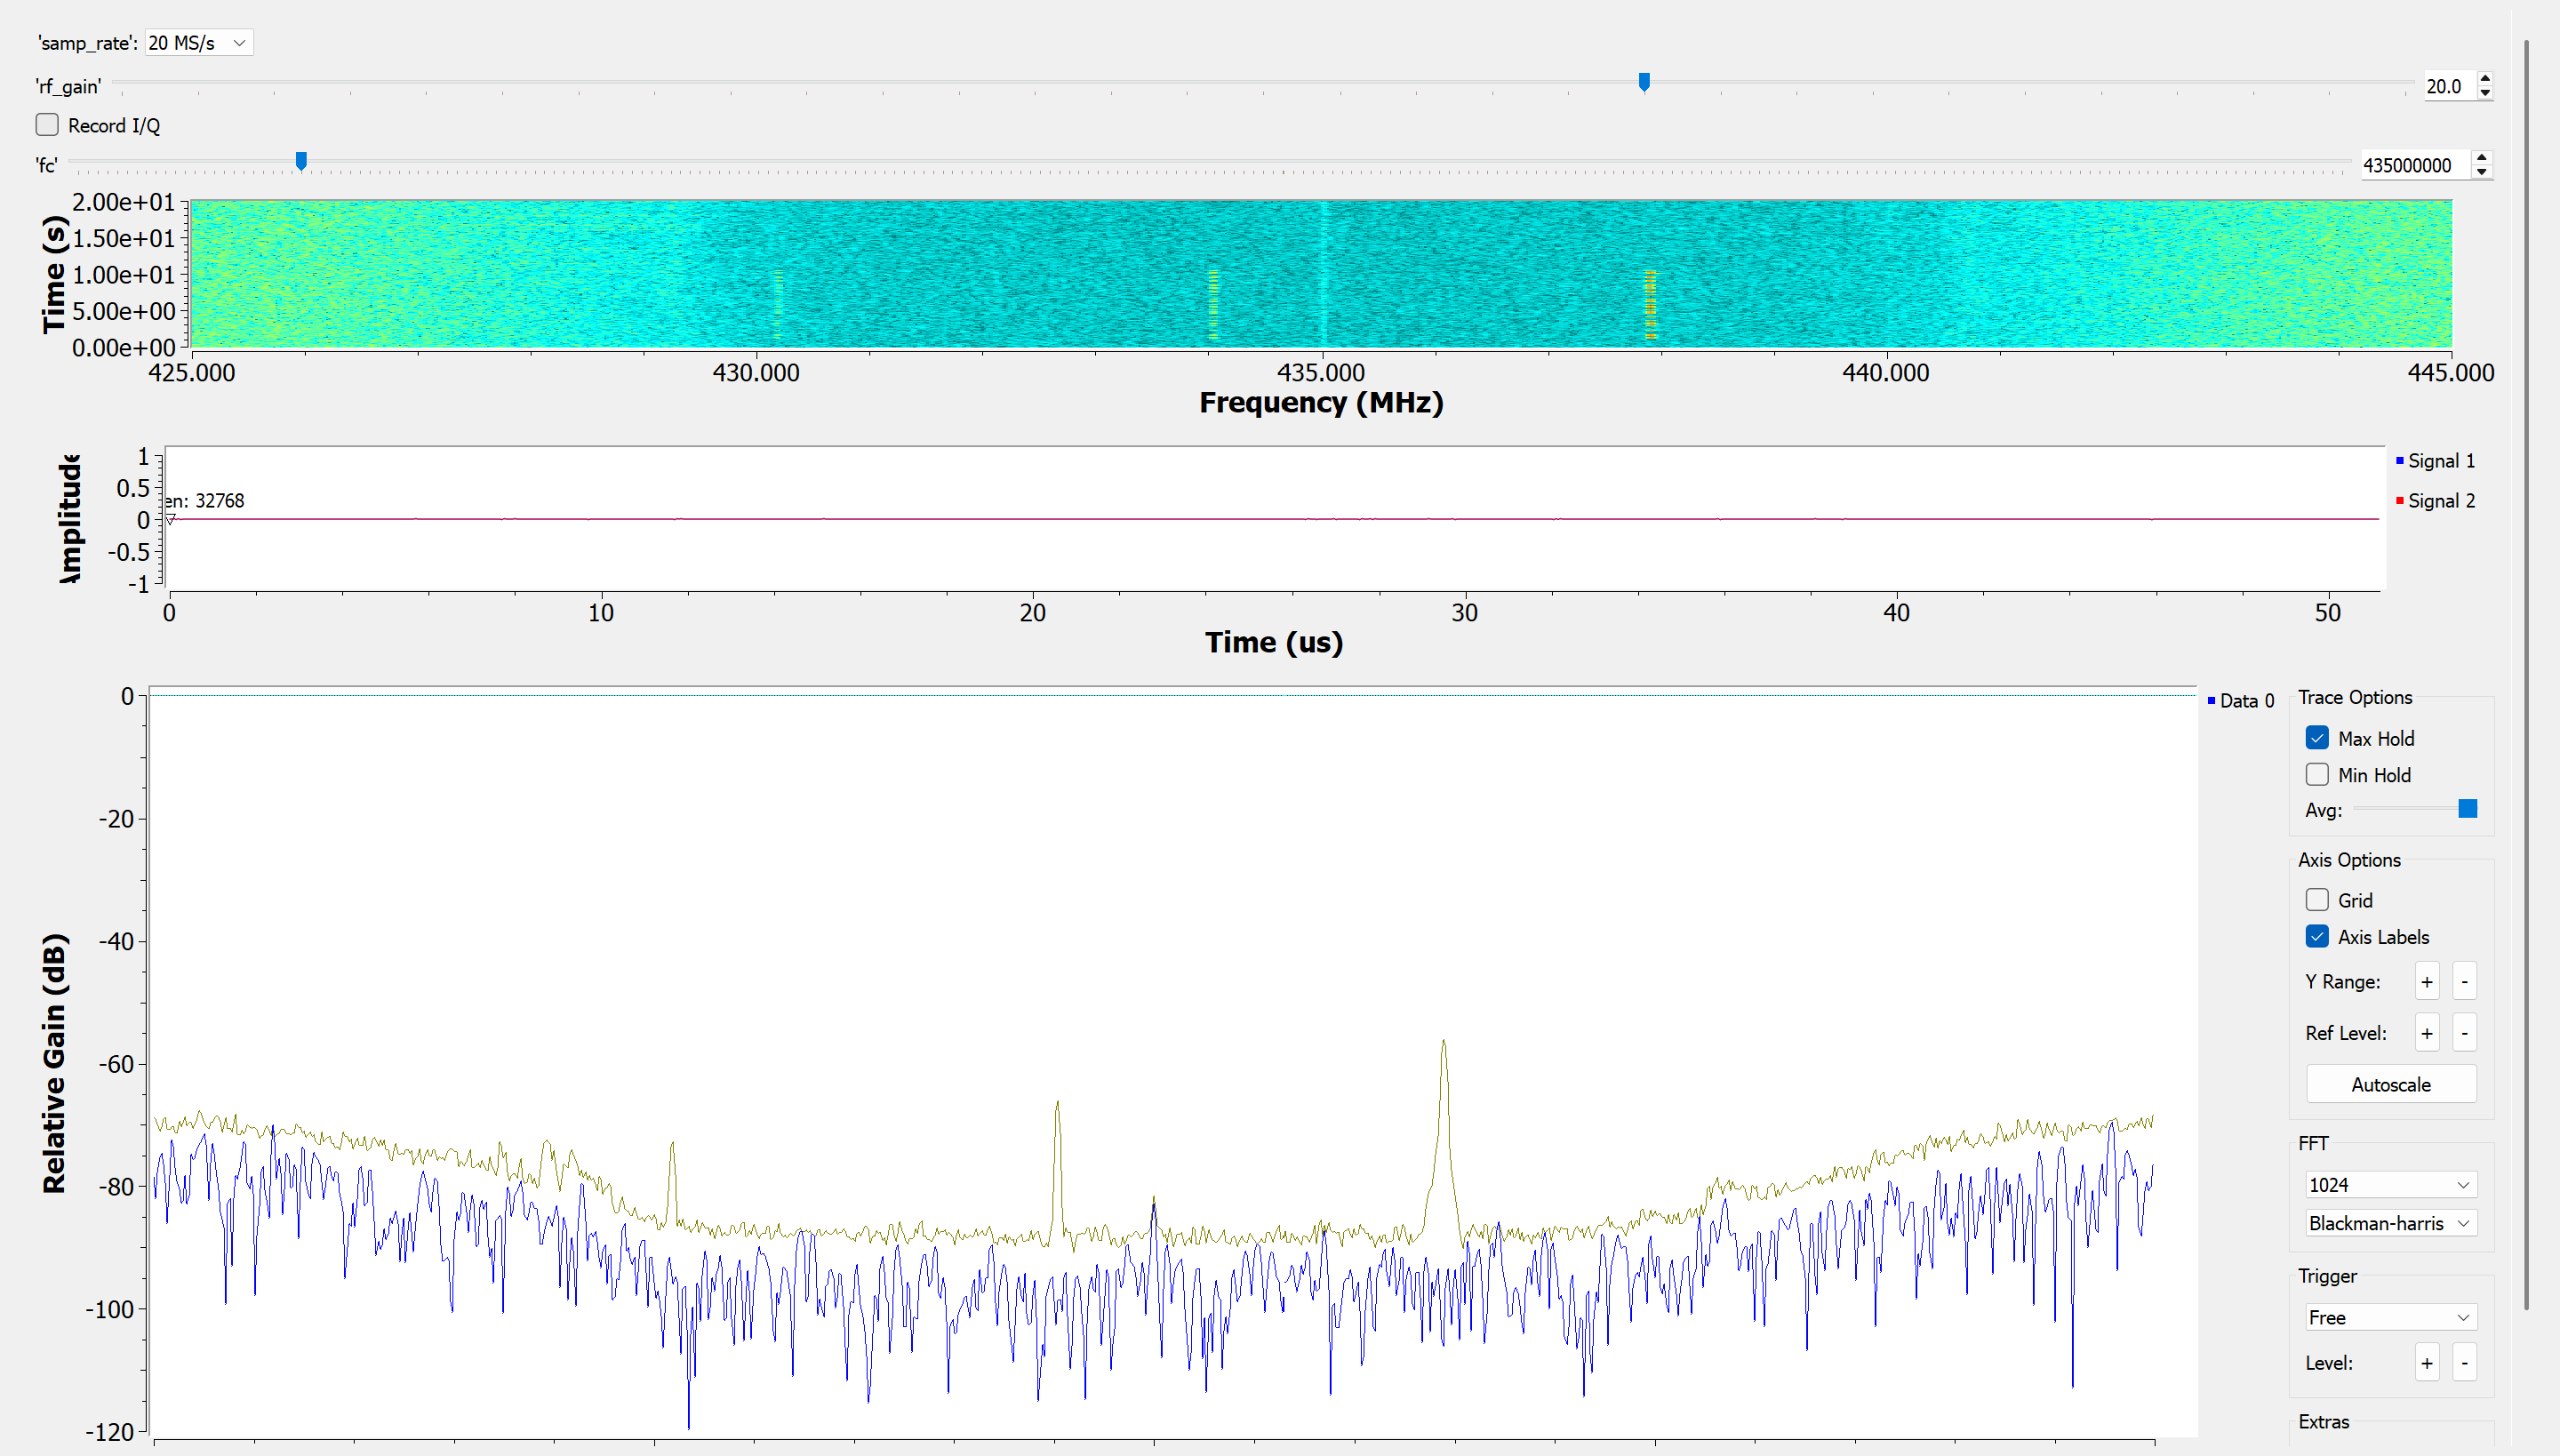 'samp_rate': 20 MS/s
'rf_gain' 20.0
Record I/Q
'fc' 435000000
Time (s)
2.00e+01
1.50e+01
1.00e+01
5.00e+00
0.00e+00
425.000 430.000 435.000 440.000 445.000
Frequency (MHz)
Amplitude
1
0.5
0
-0.5
-1
en: 32768
Signal 1
Signal 2
0 10 20 30 40 50
Time (us)
Relative Gain (dB)
0
-20
-40
-60
-80
-100
-120
Data 0
Trace Options
Max Hold
Min Hold
Avg:
Axis Options
Grid
Axis Labels
Y Range: + -
Ref Level: + -
Autoscale
FFT
1024
Blackman-harris
Trigger
Free
Level: + -
Extras